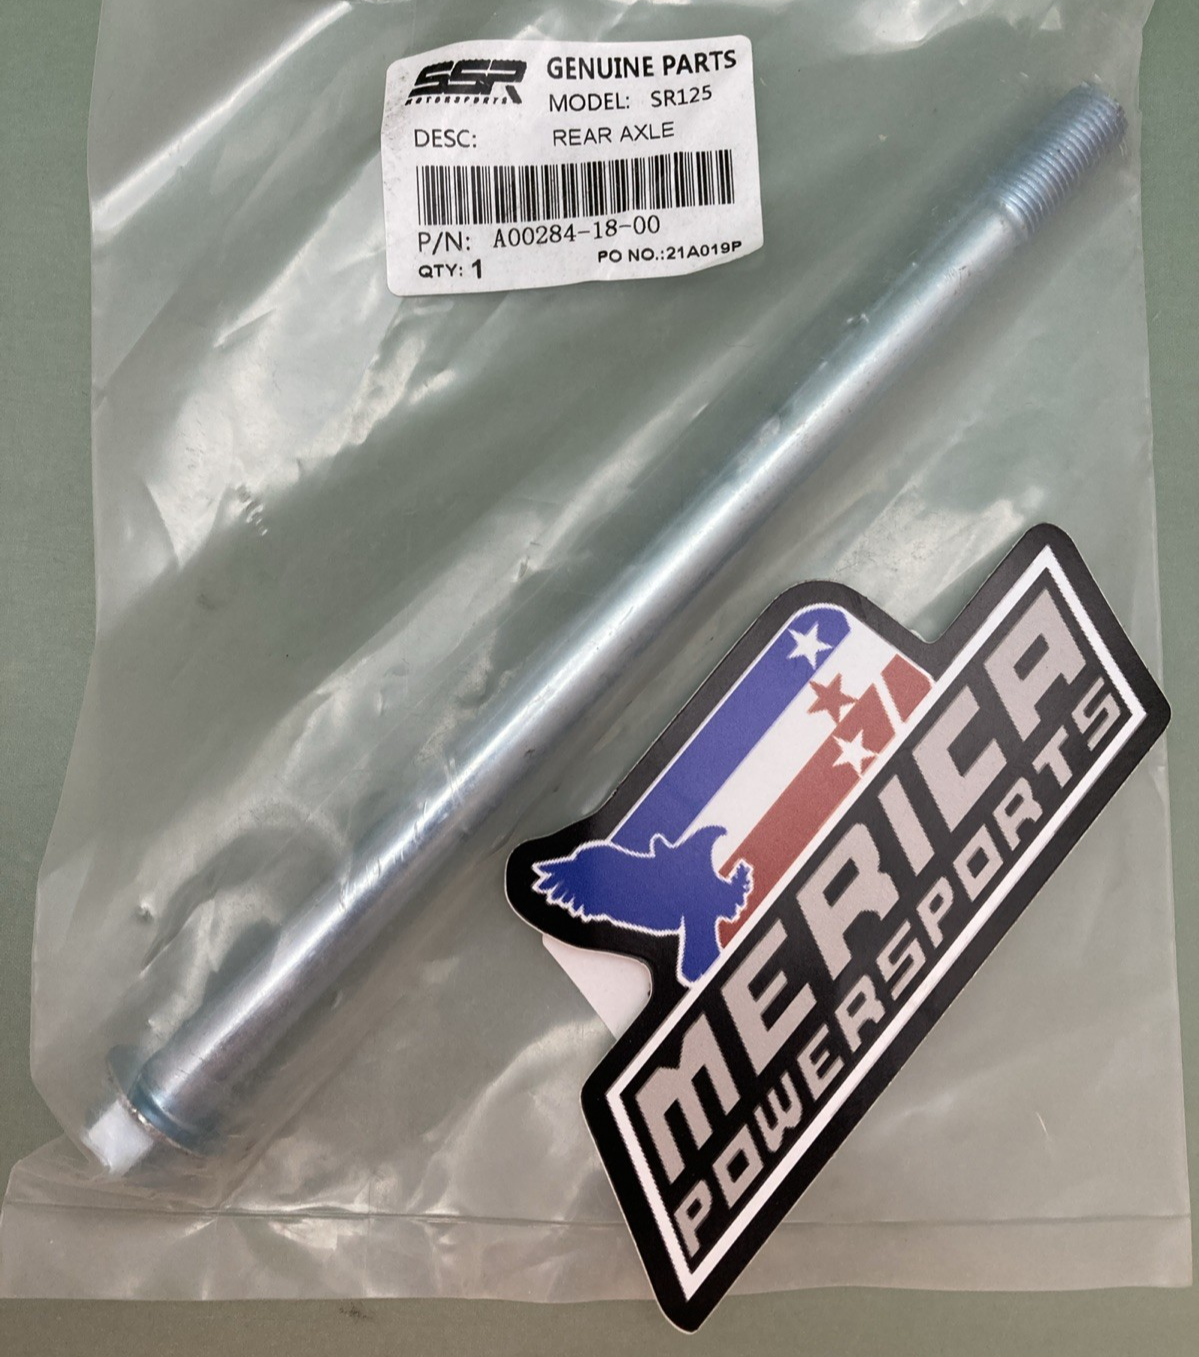 SSR
MOTORSPORTS
GENUINE PARTS
MODEL: SR125
DESC: REAR AXLE
P/N: A00284-18-00
QTY: 1 PO NO.:21A019P
MERICA
POWERSPORTS